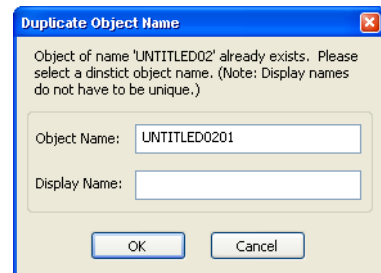 Duplicate Object Name
Object of name 'UNTITLED02' already exists. Please
select a dinstict object name. (Note: Display names
do not have to be unique.)
Object Name: UNTITLED0201
Display Name:
OK Cancel